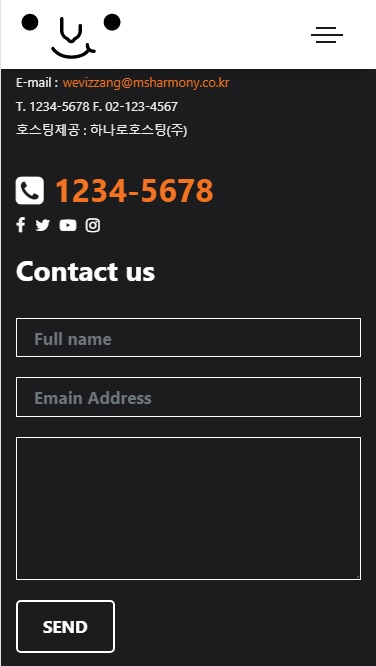 E-mail : wevizzang@msharmony.co.kr
T. 1234-5678 F. 02-123-4567
호스팅제공 : 하나로호스팅(주)
1234-5678
Contact us
Full name
Emain Address
SEND